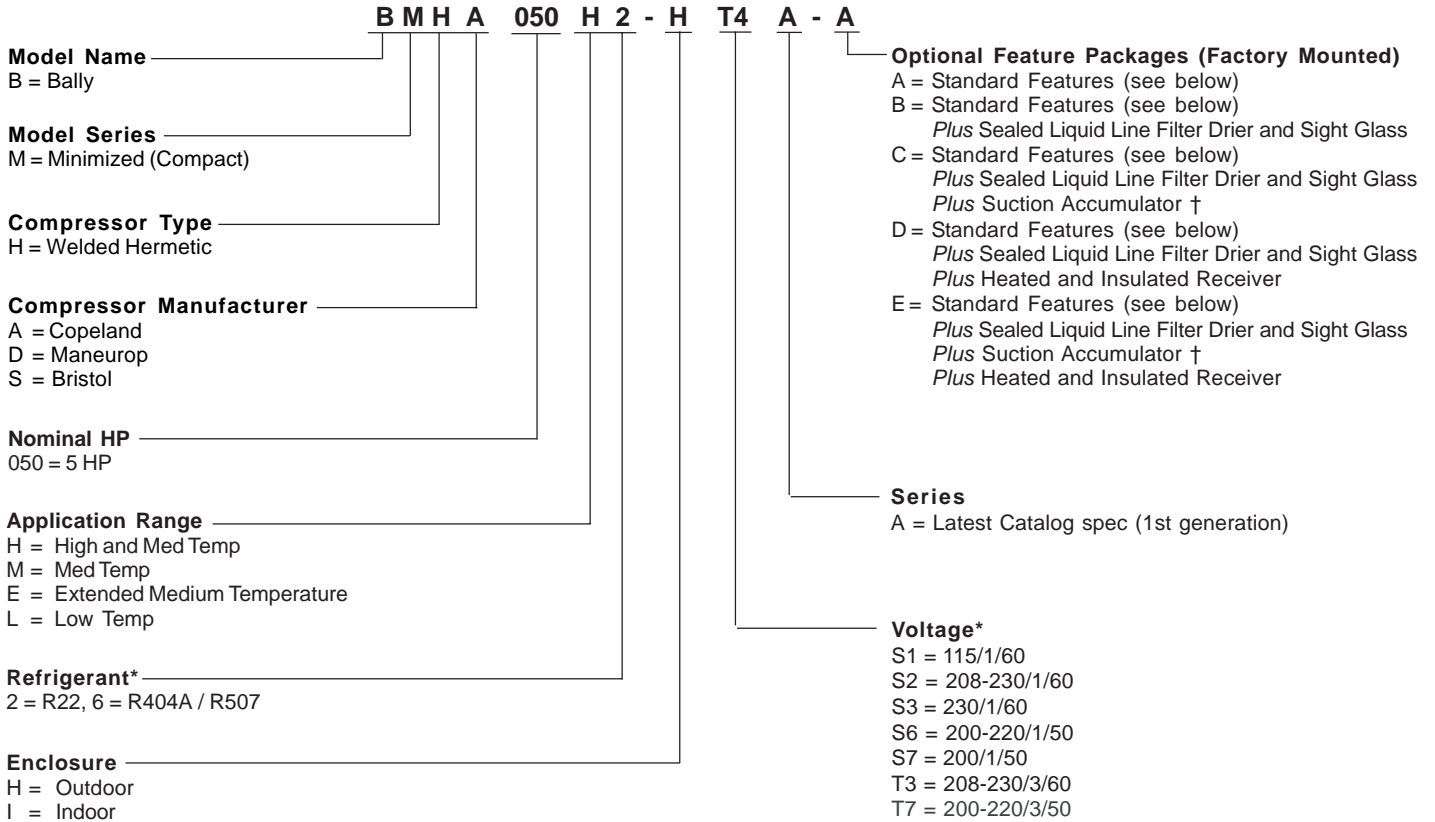 B M H A 050 H 2 - H T4 A - A
Model Name
B = Bally
Model Series
M = Minimized (Compact)
Compressor Type
H = Welded Hermetic
Compressor Manufacturer
A = Copeland
D = Maneurop
S = Bristol
Nominal HP
050 = 5 HP
Application Range
H = High and Med Temp
M = Med Temp
E = Extended Medium Temperature
L = Low Temp
Refrigerant*
2 = R22, 6 = R404A / R507
Enclosure
H = Outdoor
I = Indoor
Optional Feature Packages (Factory Mounted)
A = Standard Features (see below)
B = Standard Features (see below)
Plus Sealed Liquid Line Filter Drier and Sight Glass
C = Standard Features (see below)
Plus Sealed Liquid Line Filter Drier and Sight Glass
Plus Suction Accumulator †
D = Standard Features (see below)
Plus Sealed Liquid Line Filter Drier and Sight Glass
Plus Heated and Insulated Receiver
E = Standard Features (see below)
Plus Sealed Liquid Line Filter Drier and Sight Glass
Plus Suction Accumulator †
Plus Heated and Insulated Receiver
Series
A = Latest Catalog spec (1st generation)
Voltage*
S1 = 115/1/60
S2 = 208-230/1/60
S3 = 230/1/60
S6 = 200-220/1/50
S7 = 200/1/50
T3 = 208-230/3/60
T7 = 200-220/3/50